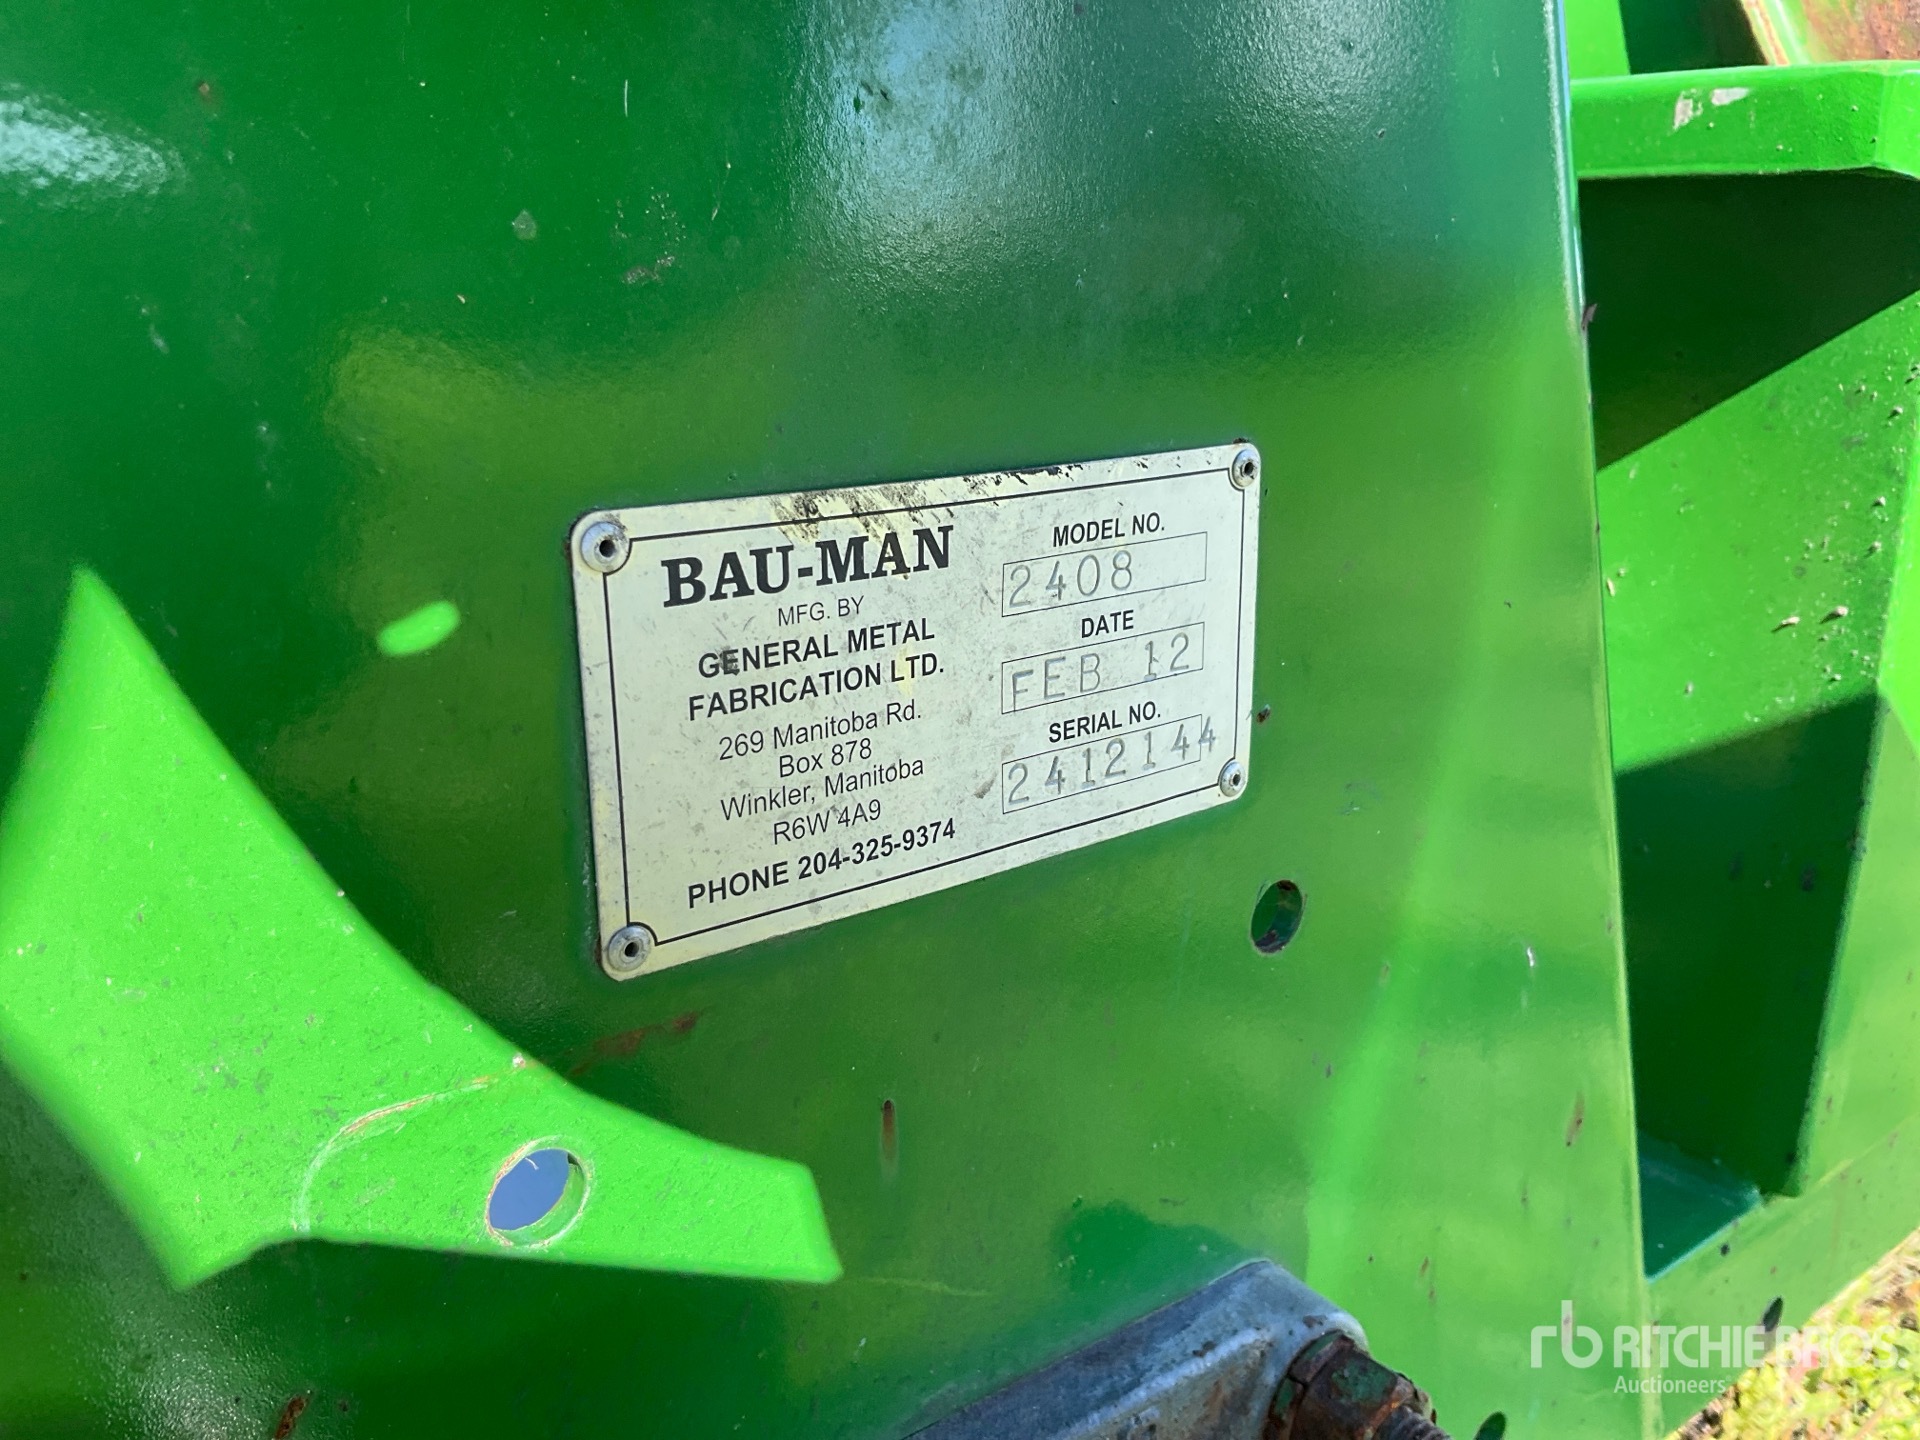 BAU-MAN
MFG. BY
GENERAL METAL
FABRICATION LTD.
269 Manitoba Rd.
Box 878
Winkler, Manitoba
R6W 4A9
PHONE 204-325-9374
MODEL NO.
2408
DATE
FEB 12
SERIAL NO.
2412144
rb RITCHIE BROS.
Auctioneers